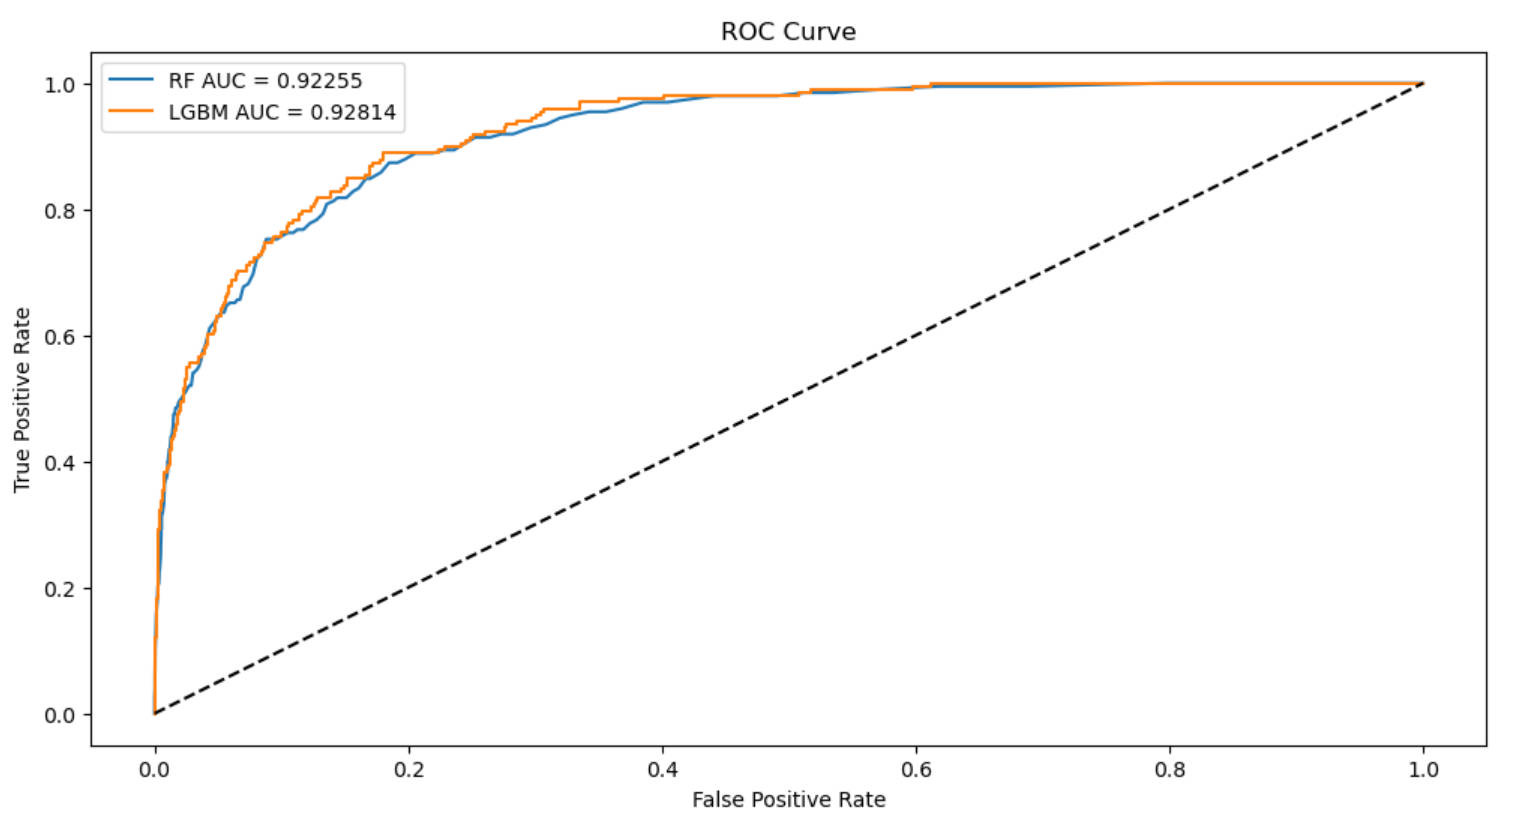 ROC Curve
RF AUC = 0.92255
LGBM AUC = 0.92814
1.0
0.8
0.6
0.4
0.2
0.0
True Positive Rate
0.0 0.2 0.4 0.6 0.8 1.0
False Positive Rate